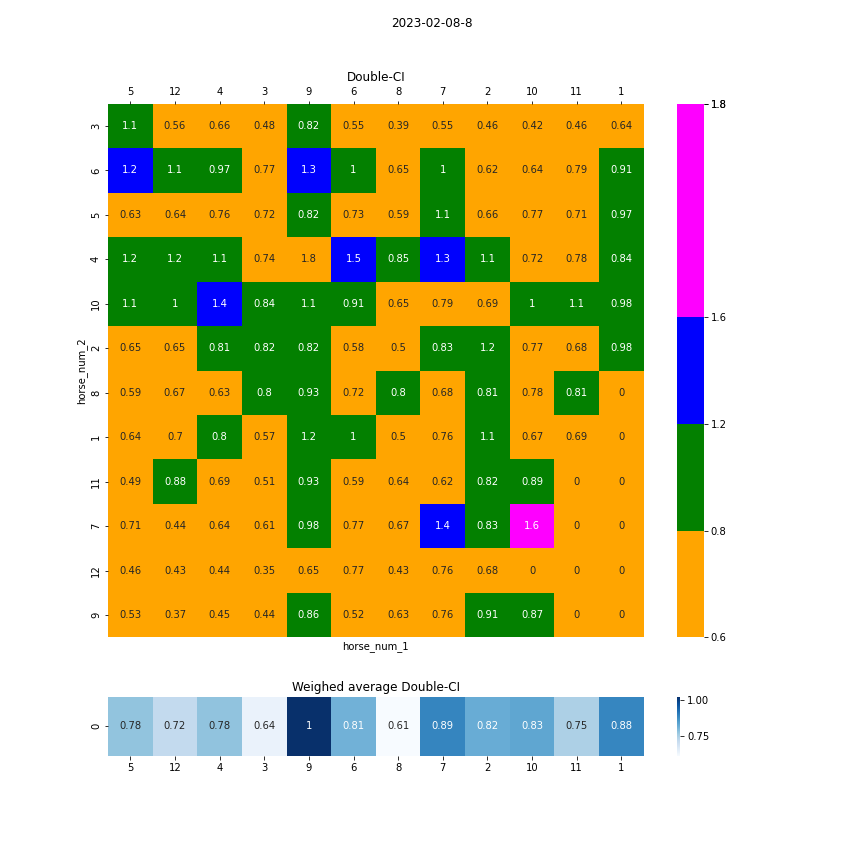 2023-02-08-8
Double-CI
5 12 4 3 9 6 8 7 2 10 11 1
3 1.1 0.56 0.66 0.48 0.82 0.55 0.39 0.55 0.46 0.42 0.46 0.64
6 1.2 1.1 0.97 0.77 1.3 1 0.65 1 0.62 0.64 0.79 0.91
5 0.63 0.64 0.76 0.72 0.82 0.73 0.59 1.1 0.66 0.77 0.71 0.97
4 1.2 1.2 1.1 0.74 1.8 1.5 0.85 1.3 1.1 0.72 0.78 0.84
10 1.1 1 1.4 0.84 1.1 0.91 0.65 0.79 0.69 1 1.1 0.98
2 0.65 0.65 0.81 0.82 0.82 0.58 0.5 0.83 1.2 0.77 0.68 0.98
8 0.59 0.67 0.63 0.8 0.93 0.72 0.8 0.68 0.81 0.78 0.81 0
1 0.64 0.7 0.8 0.57 1.2 1 0.5 0.76 1.1 0.67 0.69 0
11 0.49 0.88 0.69 0.51 0.93 0.59 0.64 0.62 0.82 0.89 0 0
7 0.71 0.44 0.64 0.61 0.98 0.77 0.67 1.4 0.83 1.6 0 0
12 0.46 0.43 0.44 0.35 0.65 0.77 0.43 0.76 0.68 0 0 0
9 0.53 0.37 0.45 0.44 0.86 0.52 0.63 0.76 0.91 0.87 0 0
horse_num_2
horse_num_1
1.8
1.6
1.2
0.8
0.6
Weighed average Double-CI
0 0.78 0.72 0.78 0.64 1 0.81 0.61 0.89 0.82 0.83 0.75 0.88
5 12 4 3 9 6 8 7 2 10 11 1
1.00
0.75